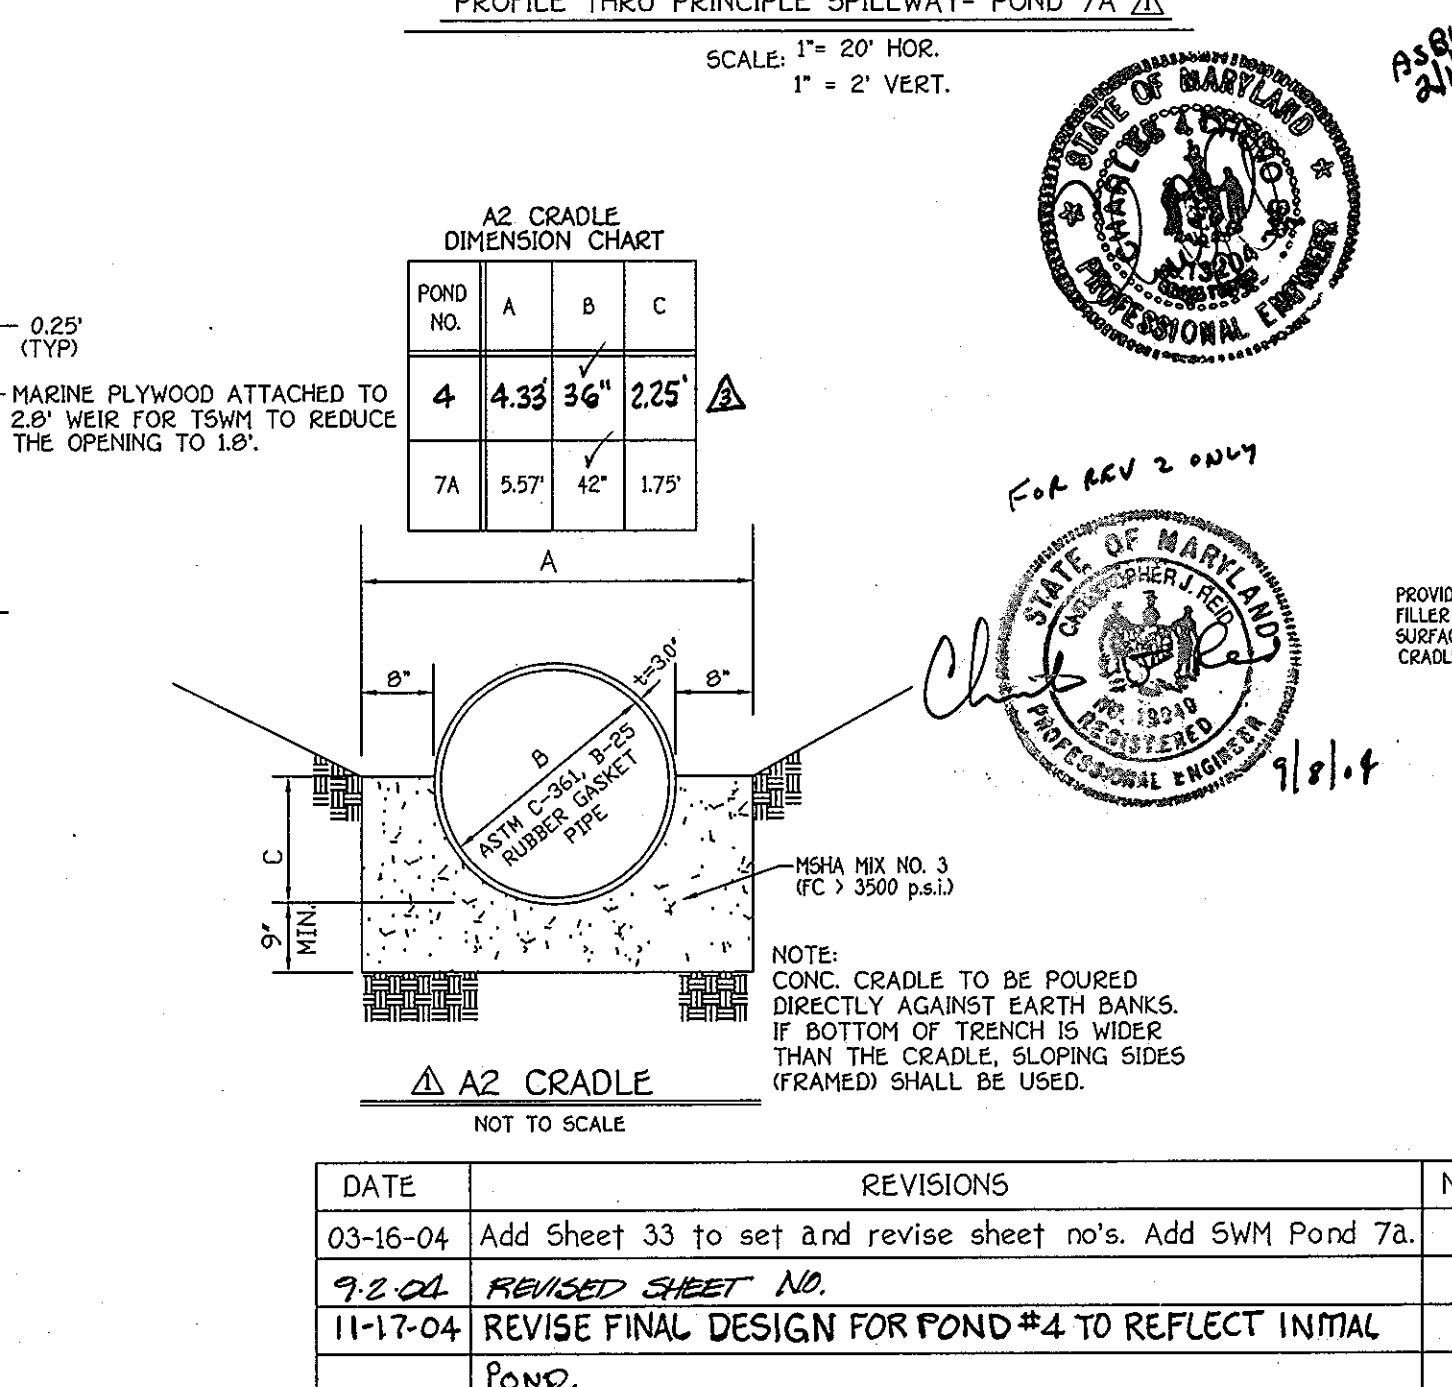 PROFILE THRU PRINCIPLE SPILLWAY- POND 7A 1
SCALE: 1"= 20' HOR.
1" = 2' VERT.
STATE OF MARYLAND
PROFESSIONAL ENGINEER
A2 CRADLE
DIMENSION CHART
POND NO. A B C
4 4.33' 36" 2.25' 3
7A 5.57' 42" 1.75'
0.25'
(TYP)
MARINE PLYWOOD ATTACHED TO
2.8' WEIR FOR TSWM TO REDUCE
THE OPENING TO 1.8'.
FOR REV 2 ONLY
STATE OF MARYLAND
CHRISTOPHER J. REID
REGISTERED
PROFESSIONAL ENGINEER
9/8/04
PROVID
FILLER
SURFAC
CRADL
A
8"
t=3.0"
8"
B
ASTM C-361, B-25
RUBBER GASKET
PIPE
C
9"
MIN.
MSHA MIX NO. 3
(FC > 3500 p.s.i.)
NOTE:
CONC. CRADLE TO BE POURED
DIRECTLY AGAINST EARTH BANKS.
IF BOTTOM OF TRENCH IS WIDER
THAN THE CRADLE, SLOPING SIDES
(FRAMED) SHALL BE USED.
1 A2 CRADLE
NOT TO SCALE
DATE REVISIONS N
03-16-04 Add Sheet 33 to set and revise sheet no's. Add SWM Pond 7a.
9-2-04 REVISED SHEET NO.
11-17-04 REVISE FINAL DESIGN FOR POND #4 TO REFLECT INITIAL
POND.